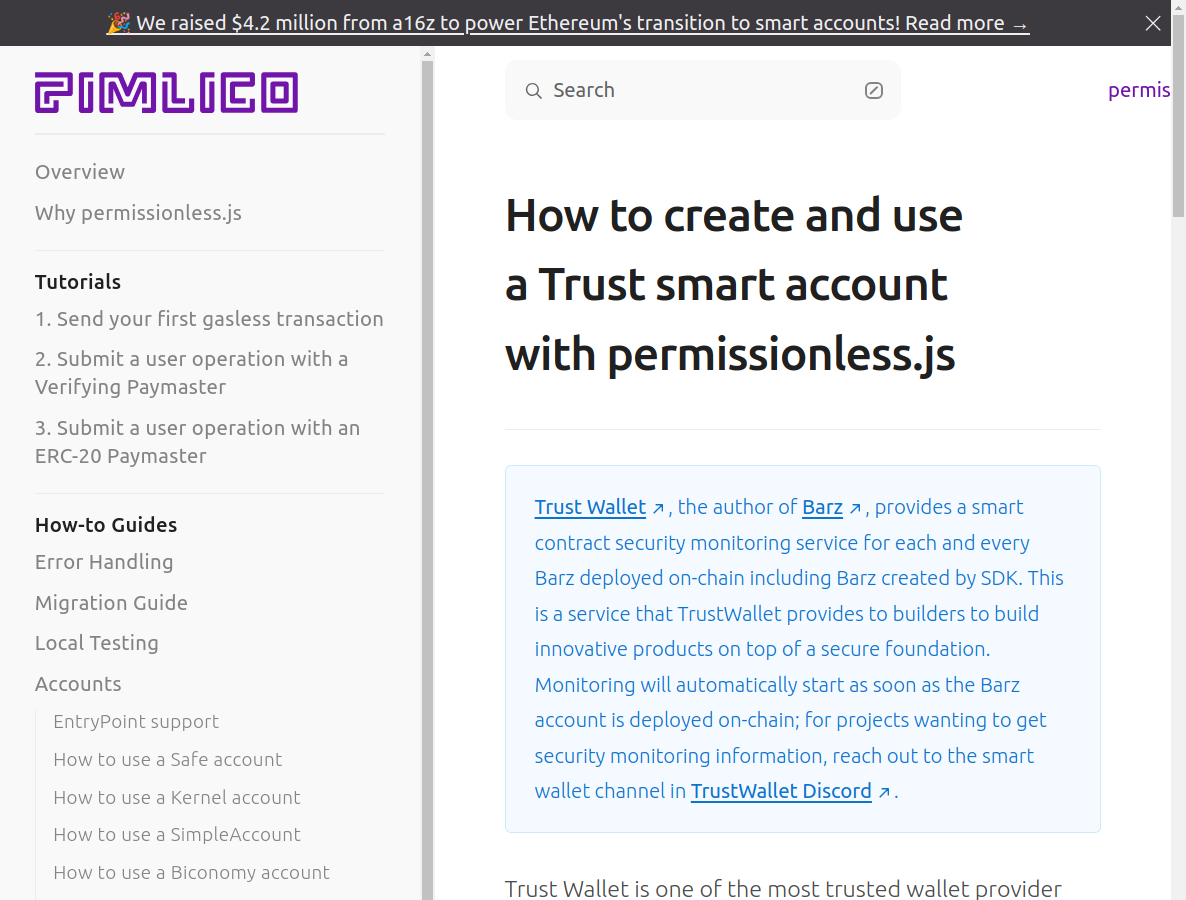 🎉 We raised $4.2 million from a16z to power Ethereum's transition to smart accounts! Read more →
PIMLICO
Overview
Why permissionless.js
Tutorials
1. Send your first gasless transaction
2. Submit a user operation with a
Verifying Paymaster
3. Submit a user operation with an
ERC-20 Paymaster
How-to Guides
Error Handling
Migration Guide
Local Testing
Accounts
EntryPoint support
How to use a Safe account
How to use a Kernel account
How to use a SimpleAccount
How to use a Biconomy account
Search
permis
How to create and use
a Trust smart account
with permissionless.js
Trust Wallet ↗, the author of Barz ↗, provides a smart
contract security monitoring service for each and every
Barz deployed on-chain including Barz created by SDK. This
is a service that TrustWallet provides to builders to build
innovative products on top of a secure foundation.
Monitoring will automatically start as soon as the Barz
account is deployed on-chain; for projects wanting to get
security monitoring information, reach out to the smart
wallet channel in TrustWallet Discord ↗.
Trust Wallet is one of the most trusted wallet provider